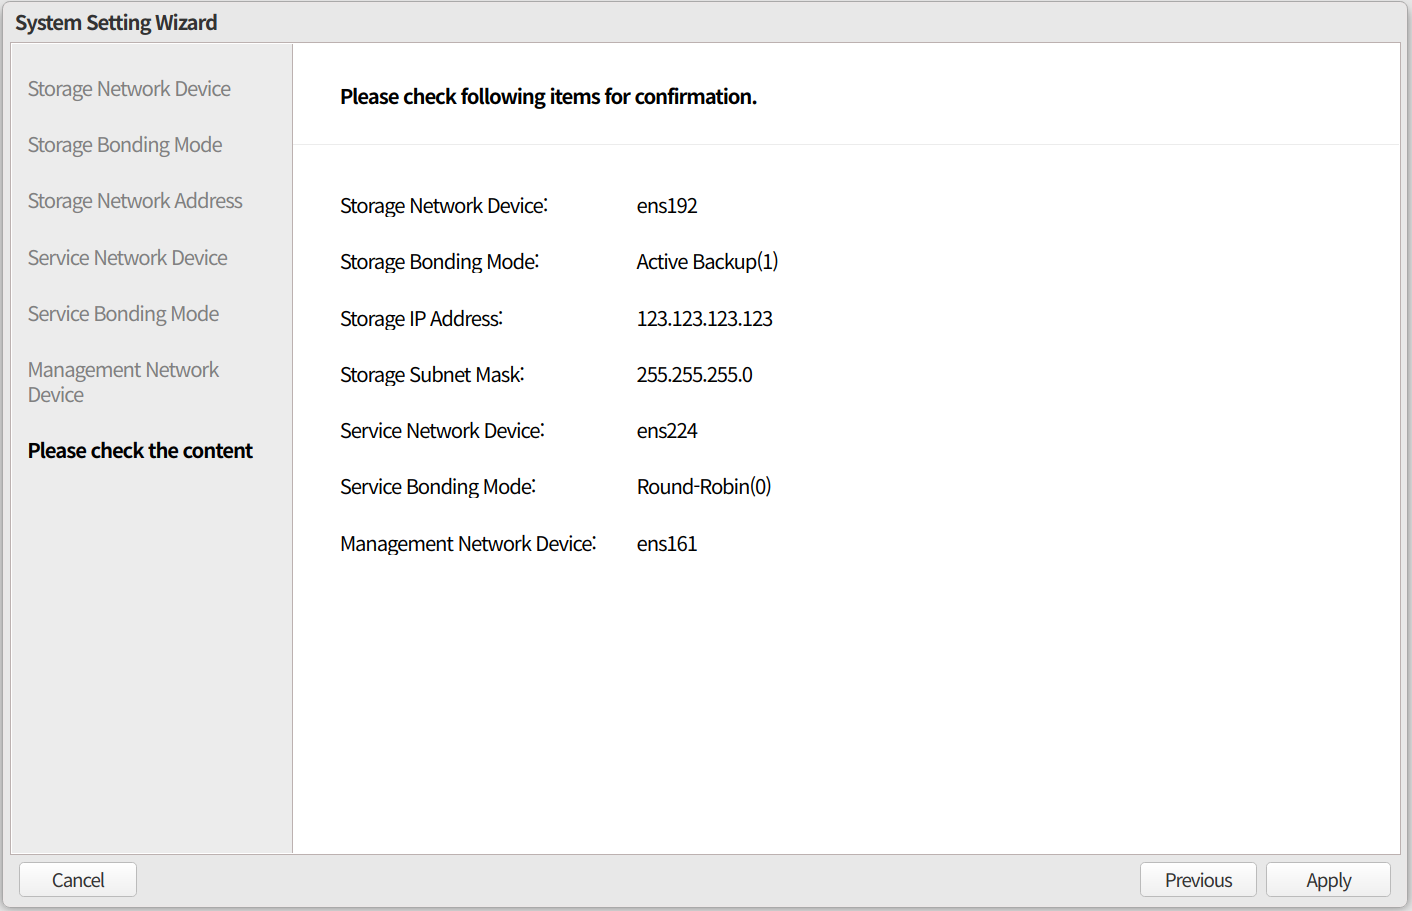 System Setting Wizard
Storage Network Device
Storage Bonding Mode
Storage Network Address
Service Network Device
Service Bonding Mode
Management Network
Device
Please check the content
Please check following items for confirmation.
Storage Network Device: ens192
Storage Bonding Mode: Active Backup(1)
Storage IP Address: 123.123.123.123
Storage Subnet Mask: 255.255.255.0
Service Network Device: ens224
Service Bonding Mode: Round-Robin(0)
Management Network Device: ens161
Cancel Previous Apply